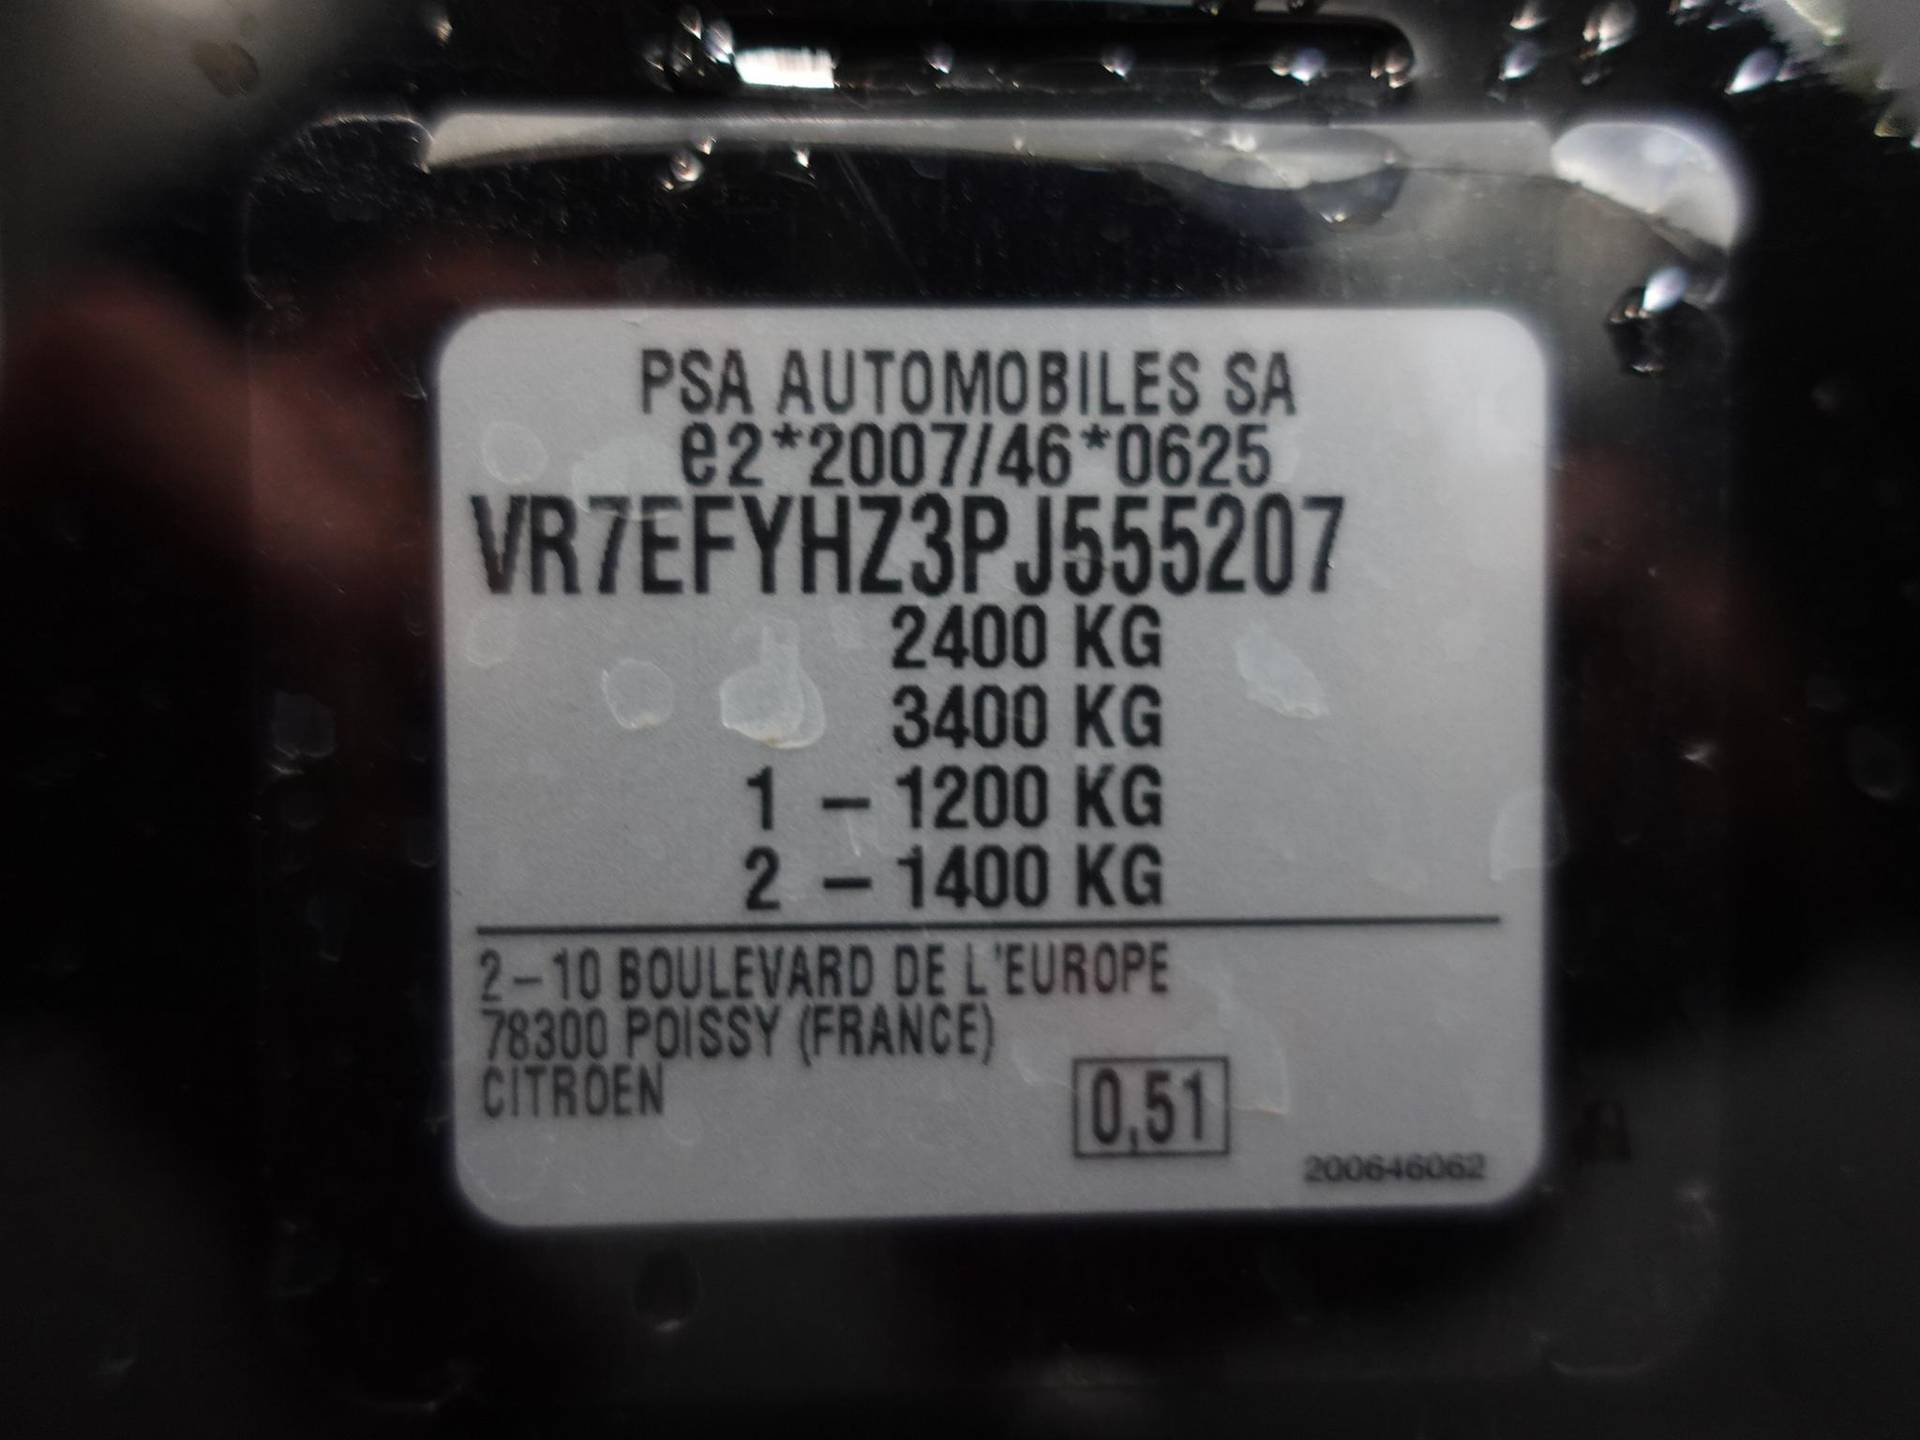 PSA AUTOMOBILES SA
e2*2007/46*0625
VR7EFYHZ3PJ555207
2400 KG
3400 KG
1 – 1200 KG
2 – 1400 KG
2–10 BOULEVARD DE L'EUROPE
78300 POISSY (FRANCE)
CITROEN
0,51
200646062